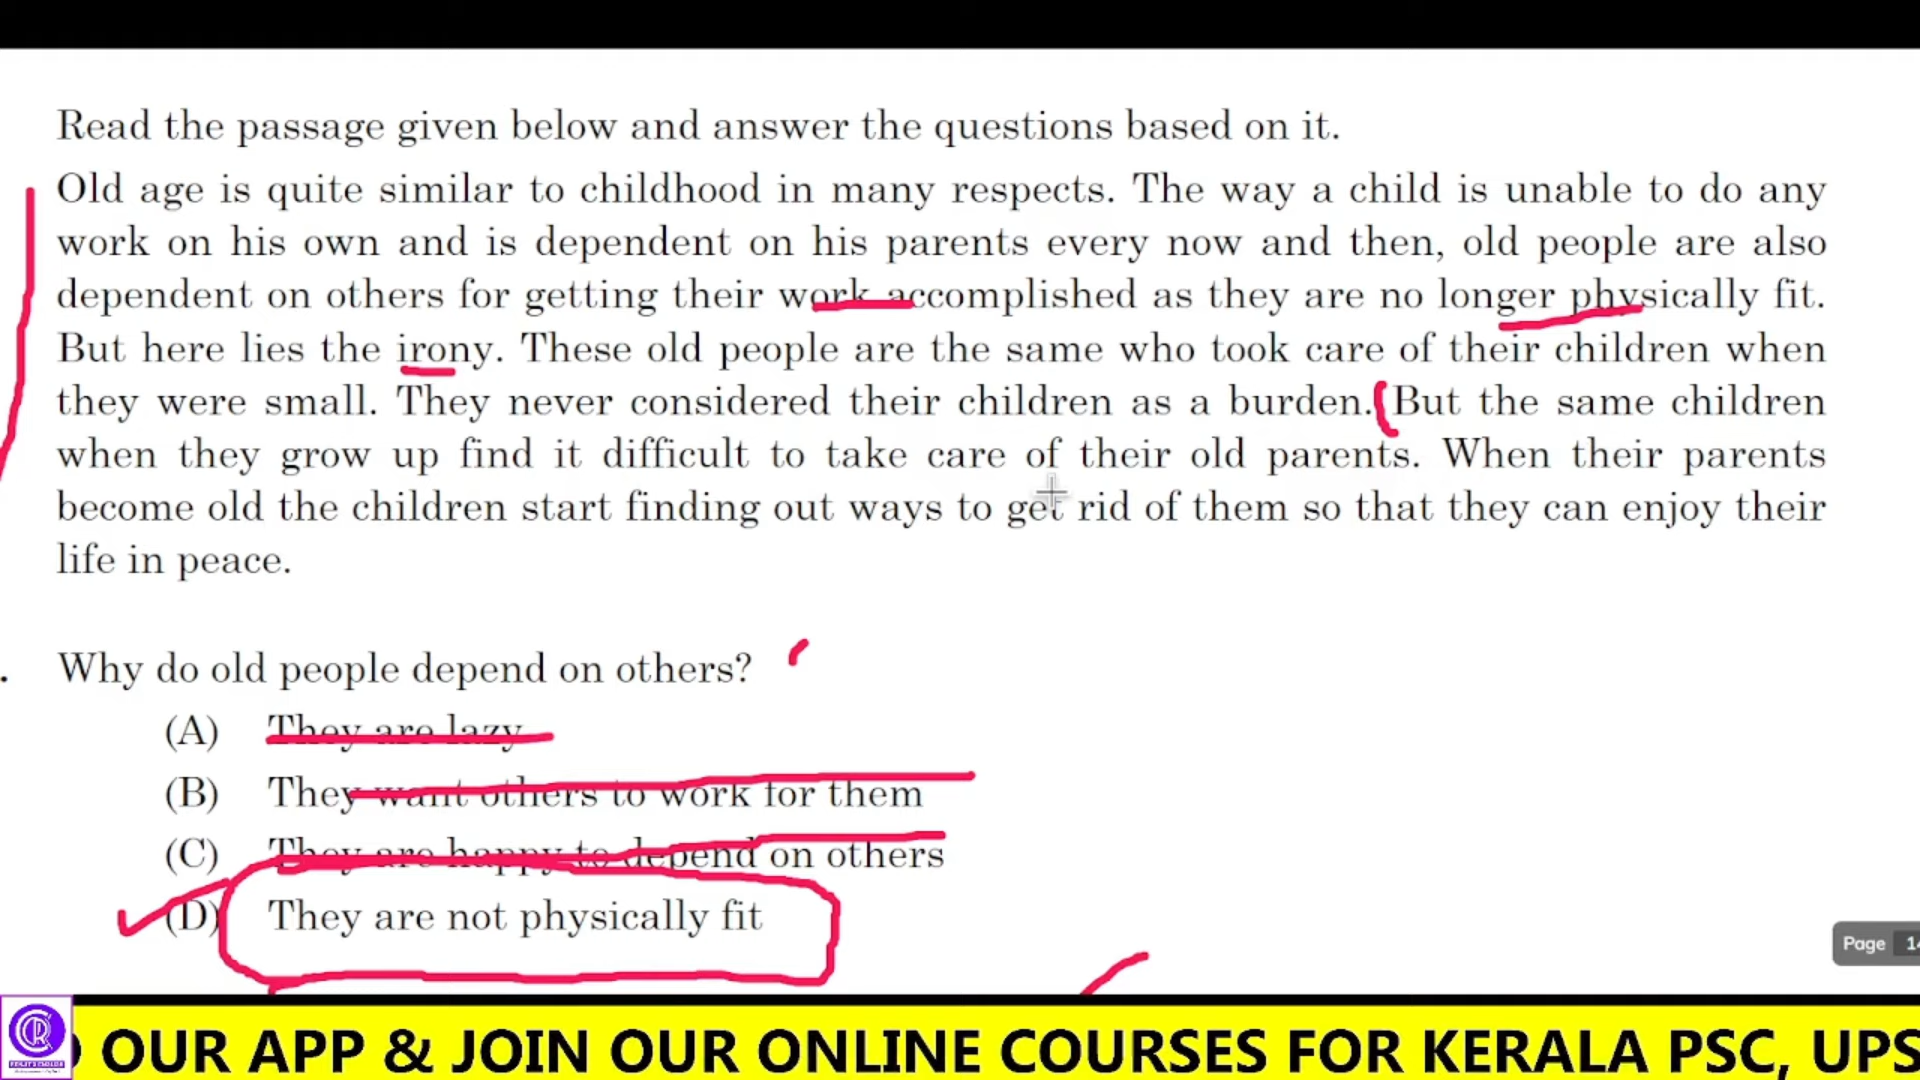 Read the passage given below and answer the questions based on it.
Old age is quite similar to childhood in many respects. The way a child is unable to do any
work on his own and is dependent on his parents every now and then, old people are also
dependent on others for getting their work accomplished as they are no longer physically fit.
But here lies the irony. These old people are the same who took care of their children when
they were small. They never considered their children as a burden. But the same children
when they grow up find it difficult to take care of their old parents. When their parents
become old the children start finding out ways to get rid of them so that they can enjoy their
life in peace.
. Why do old people depend on others?
(A) They are lazy
(B) They want others to work for them
(C) They are happy to depend on others
(D) They are not physically fit
Page 14
OUR APP & JOIN OUR ONLINE COURSES FOR KERALA PSC, UPS